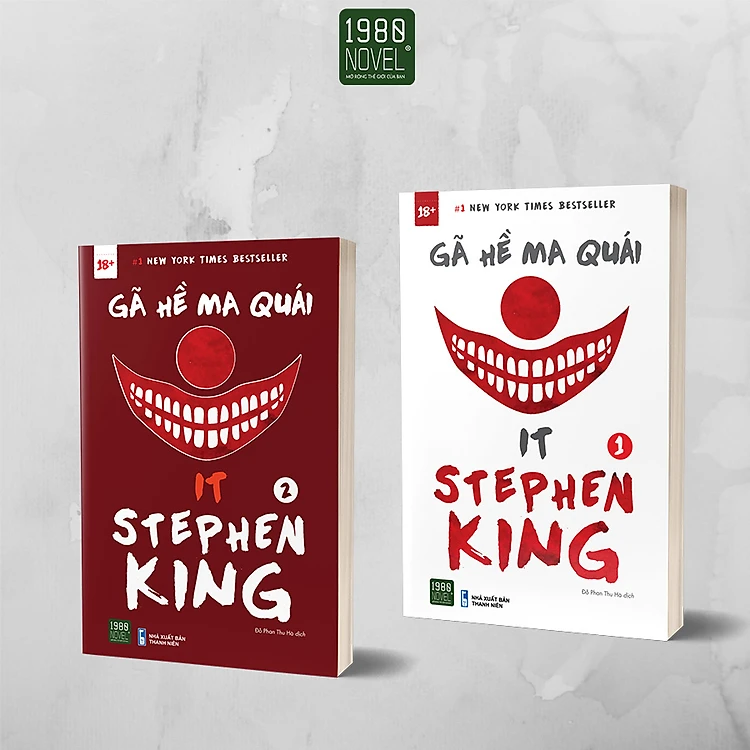 1980
NOVEL®
MỞ RỘNG THẾ GIỚI CỦA BẠN
18+
#1 NEW YORK TIMES BESTSELLER
GÃ HỀ MA QUÁI
IT
2
STEPHEN
KING
1980
NOVEL
NHÀ XUẤT BẢN
THANH NIÊN
Đỗ Phan Thu Hà dịch
18+
#1 NEW YORK TIMES BESTSELLER
GÃ HỀ MA QUÁI
IT
1
STEPHEN
KING
1980
NOVEL
NHÀ XUẤT BẢN
THANH NIÊN
Đỗ Phan Thu Hà dịch